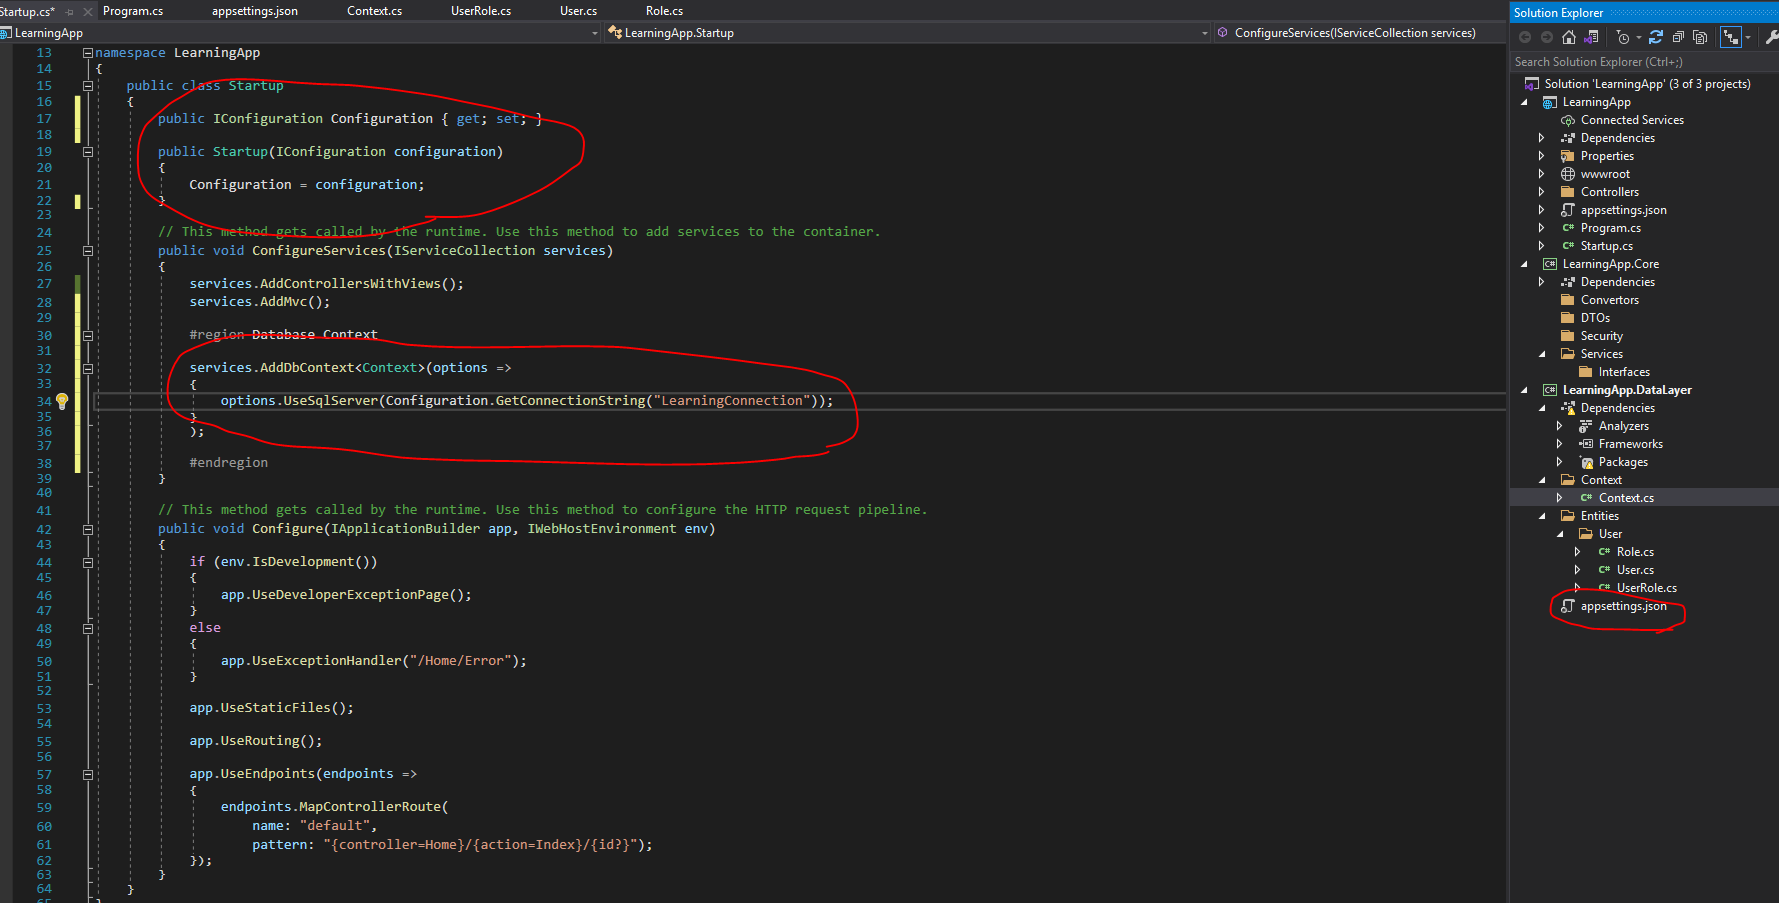 Startup.cs* Program.cs appsettings.json Context.cs UserRole.cs User.cs Role.cs
LearningApp LearningApp.Startup ConfigureServices(IServiceCollection services)
13 namespace LearningApp
14 {
15 public class Startup
16 {
17 public IConfiguration Configuration { get; set; }
18
19 public Startup(IConfiguration configuration)
20 {
21 Configuration = configuration;
22 }
23
24 // This method gets called by the runtime. Use this method to add services to the container.
25 public void ConfigureServices(IServiceCollection services)
26 {
27 services.AddControllersWithViews();
28 services.AddMvc();
29
30 #region Database Context
31
32 services.AddDbContext<Context>(options =>
33 {
34 options.UseSqlServer(Configuration.GetConnectionString("LearningConnection"));
35 }
36 );
37
38 #endregion
39 }
40
41 // This method gets called by the runtime. Use this method to configure the HTTP request pipeline.
42 public void Configure(IApplicationBuilder app, IWebHostEnvironment env)
43 {
44 if (env.IsDevelopment())
45 {
46 app.UseDeveloperExceptionPage();
47 }
48 else
49 {
50 app.UseExceptionHandler("/Home/Error");
51 }
52
53 app.UseStaticFiles();
54
55 app.UseRouting();
56
57 app.UseEndpoints(endpoints =>
58 {
59 endpoints.MapControllerRoute(
60 name: "default",
61 pattern: "{controller=Home}/{action=Index}/{id?}");
62 });
63 }
64 }
65 }
Solution Explorer
Search Solution Explorer (Ctrl+;)
Solution 'LearningApp' (3 of 3 projects)
LearningApp
Connected Services
Dependencies
Properties
wwwroot
Controllers
appsettings.json
C# Program.cs
C# Startup.cs
C# LearningApp.Core
Dependencies
Convertors
DTOs
Security
Services
Interfaces
C# LearningApp.DataLayer
Dependencies
Analyzers
Frameworks
Packages
Context
C# Context.cs
Entities
User
C# Role.cs
C# User.cs
C# UserRole.cs
appsettings.json